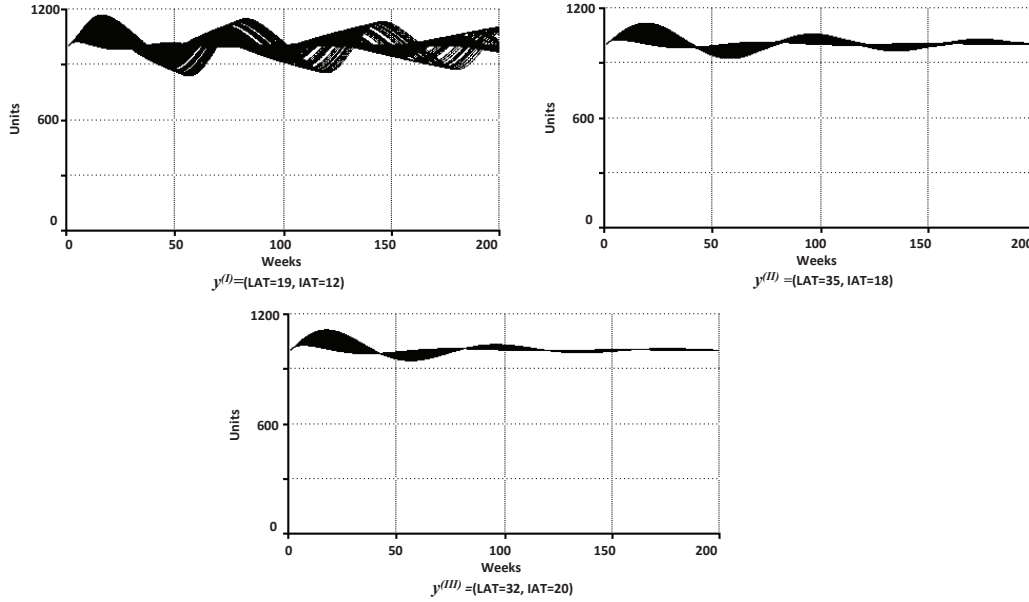 1200
600
0
Units
0 50 100 150 200
Weeks
y(I)=(LAT=19, IAT=12)
1200
600
0
Units
0 50 100 150 200
Weeks
y(II) =(LAT=35, IAT=18)
1200
600
0
Units
0 50 100 150 200
Weeks
y(III) =(LAT=32, IAT=20)